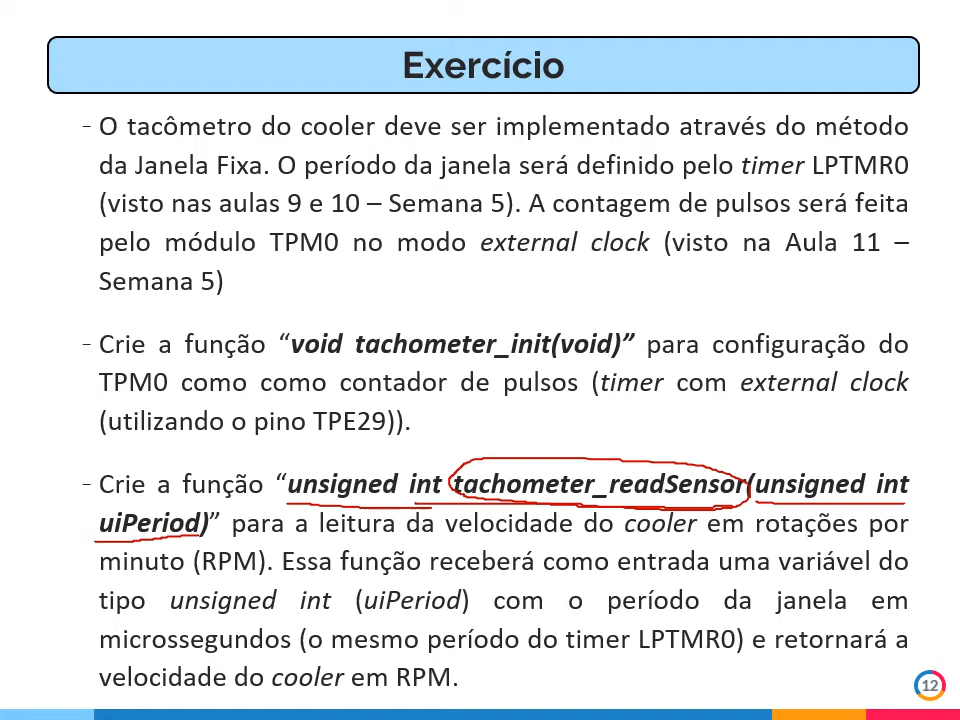 Exercício
- O tacômetro do cooler deve ser implementado através do método
da Janela Fixa. O período da janela será definido pelo timer LPTMR0
(visto nas aulas 9 e 10 – Semana 5). A contagem de pulsos será feita
pelo módulo TPM0 no modo external clock (visto na Aula 11 –
Semana 5)
- Crie a função “void tachometer_init(void)” para configuração do
TPM0 como como contador de pulsos (timer com external clock
(utilizando o pino TPE29)).
- Crie a função “unsigned int tachometer_readSensor(unsigned int
uiPeriod)” para a leitura da velocidade do cooler em rotações por
minuto (RPM). Essa função receberá como entrada uma variável do
tipo unsigned int (uiPeriod) com o período da janela em
microssegundos (o mesmo período do timer LPTMR0) e retornará a
velocidade do cooler em RPM.
12